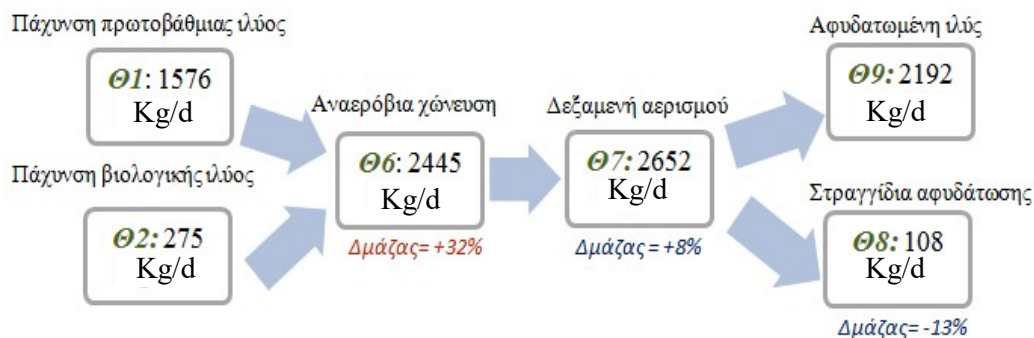 Πάχυνση πρωτοβάθμιας ιλύος
Θ1: 1576
Kg/d
Πάχυνση βιολογικής ιλύος
Θ2: 275
Kg/d
Αναερόβια χώνευση
Θ6: 2445
Kg/d
Δμάζας= +32%
Δεξαμενή αερισμού
Θ7: 2652
Kg/d
Δμάζας = +8%
Αφυδατωμένη ιλύς
Θ9: 2192
Kg/d
Στραγγίδια αφυδάτωσης
Θ8: 108
Kg/d
Δμάζας= -13%